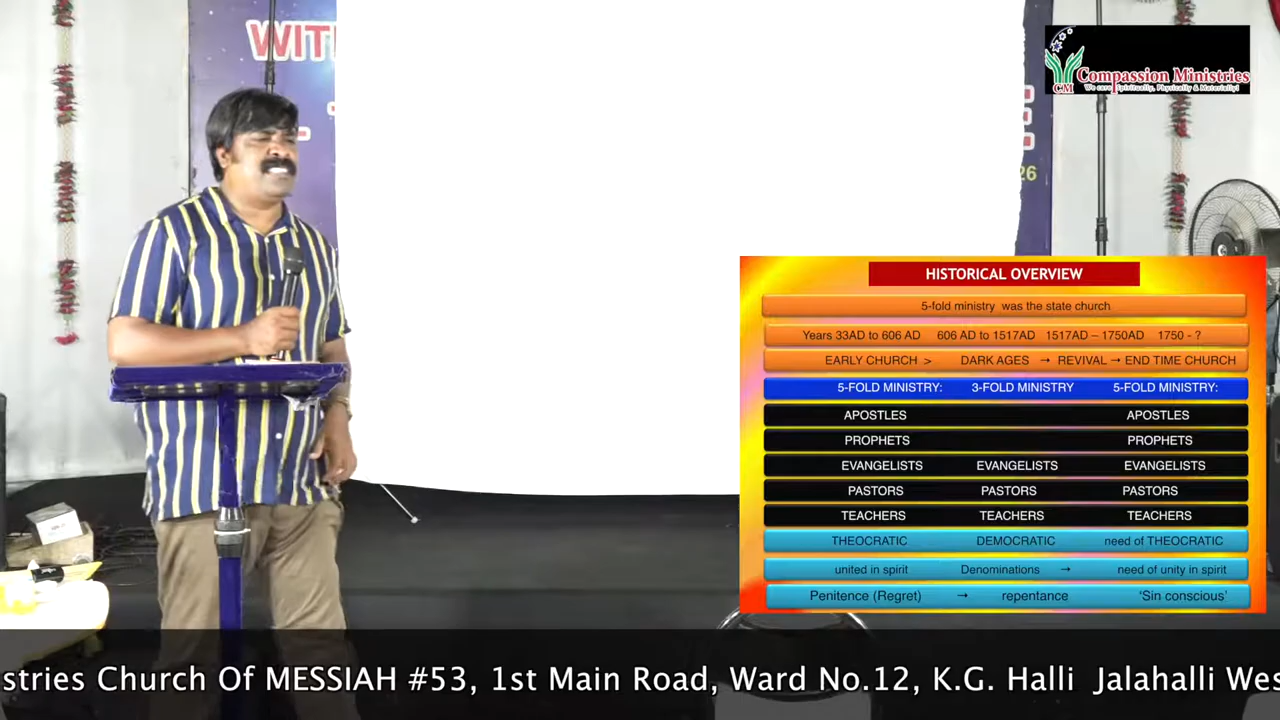 WITH
E
26
Compassion Ministries
We care Spiritually, Physically & Materially!
CM
HISTORICAL OVERVIEW
5-fold ministry was the state church
Years 33AD to 606 AD 606 AD to 1517AD 1517AD – 1750AD 1750 - ?
EARLY CHURCH > DARK AGES → REVIVAL → END TIME CHURCH
5-FOLD MINISTRY: 3-FOLD MINISTRY 5-FOLD MINISTRY:
APOSTLES APOSTLES
PROPHETS PROPHETS
EVANGELISTS EVANGELISTS EVANGELISTS
PASTORS PASTORS PASTORS
TEACHERS TEACHERS TEACHERS
THEOCRATIC DEMOCRATIC need of THEOCRATIC
united in spirit Denominations → need of unity in spirit
Penitence (Regret) → repentance ‘Sin conscious’
stries Church Of MESSIAH #53, 1st Main Road, Ward No.12, K.G. Halli Jalahalli Wes